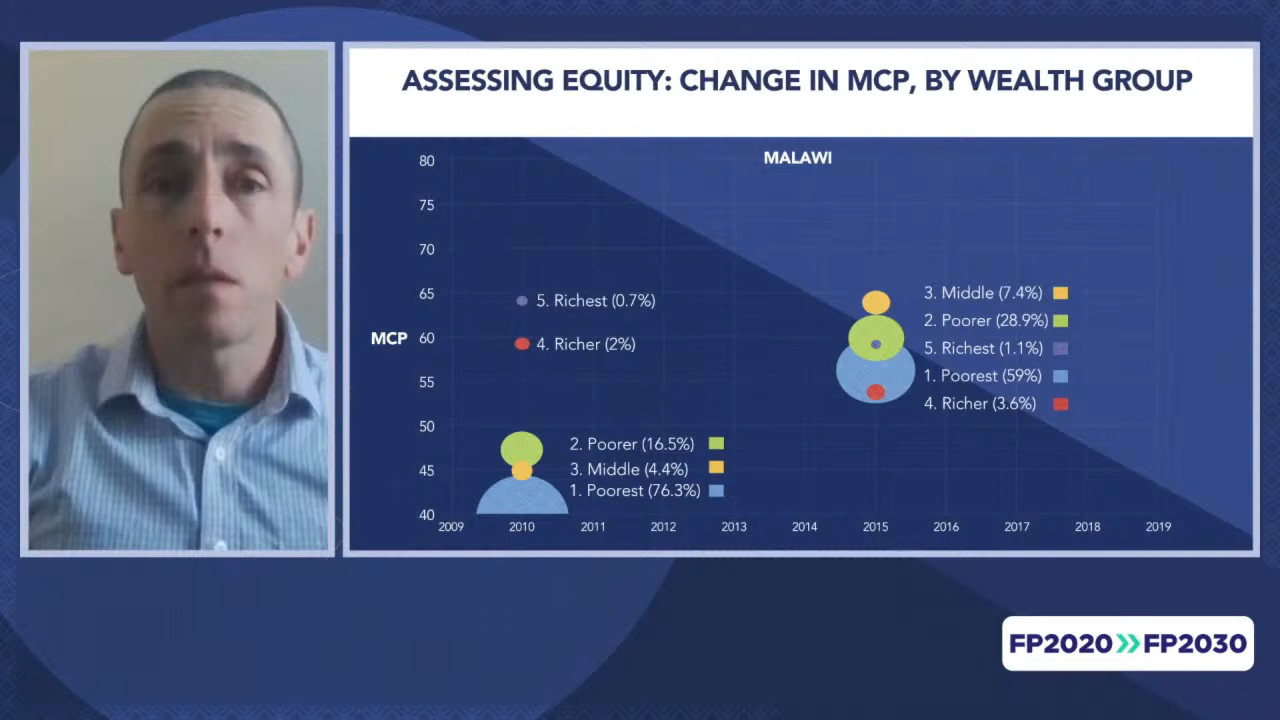 ASSESSING EQUITY: CHANGE IN MCP, BY WEALTH GROUP
MALAWI
80
75
70
65
60
55
50
45
40
MCP
5. Richest (0.7%)
4. Richer (2%)
2. Poorer (16.5%)
3. Middle (4.4%)
1. Poorest (76.3%)
3. Middle (7.4%)
2. Poorer (28.9%)
5. Richest (1.1%)
1. Poorest (59%)
4. Richer (3.6%)
2009 2010 2011 2012 2013 2014 2015 2016 2017 2018 2019
FP2020 FP2030